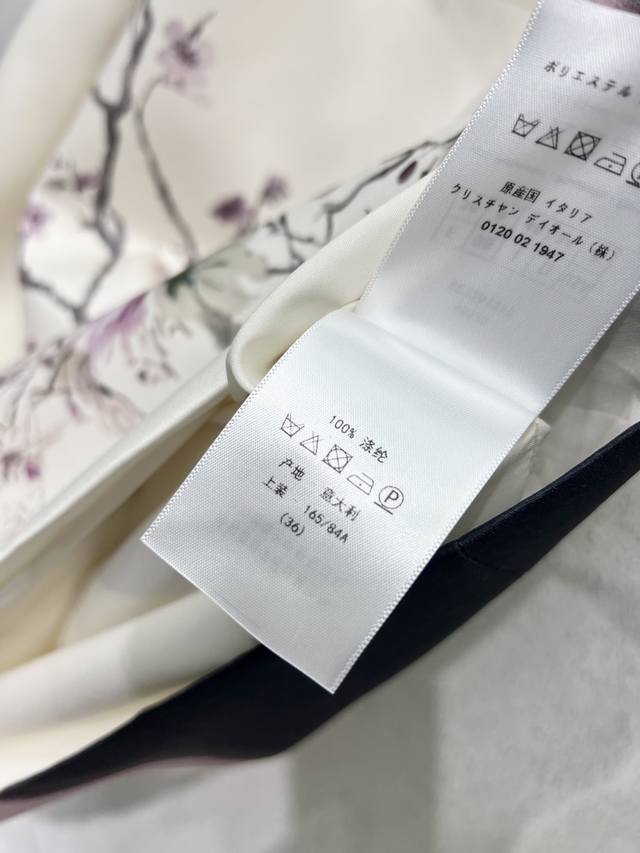 ポリエステル
原産国 イタリア
クリスチャン デイオール（株）
0120 02 1947
100% 涤纶
P
产地 意大利
上装 165/84A
(36)